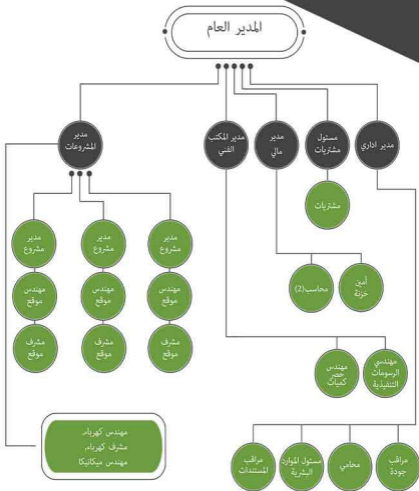 المدير العام
مدير اداري
مسئول
مشتريات
مدير
مالي
مدير المكتب
الفني
مدير
المشروعات
مشتريات
مدير
مشروع
مدير
مشروع
مدير
مشروع
أمين
خزنة
محاسب(2)
مهندس
موقع
مهندس
موقع
مهندس
موقع
مشرف
موقع
مشرف
موقع
مشرف
موقع
مهندسي
الرسومات
التنفيذية
مهندس
حصر
كميات
مهندس كهرباء
مشرف كهرباء
مهندس ميكانيكا
مراقب
جودة
محامي
مسئول الموارد
البشرية
مراقب
المستندات